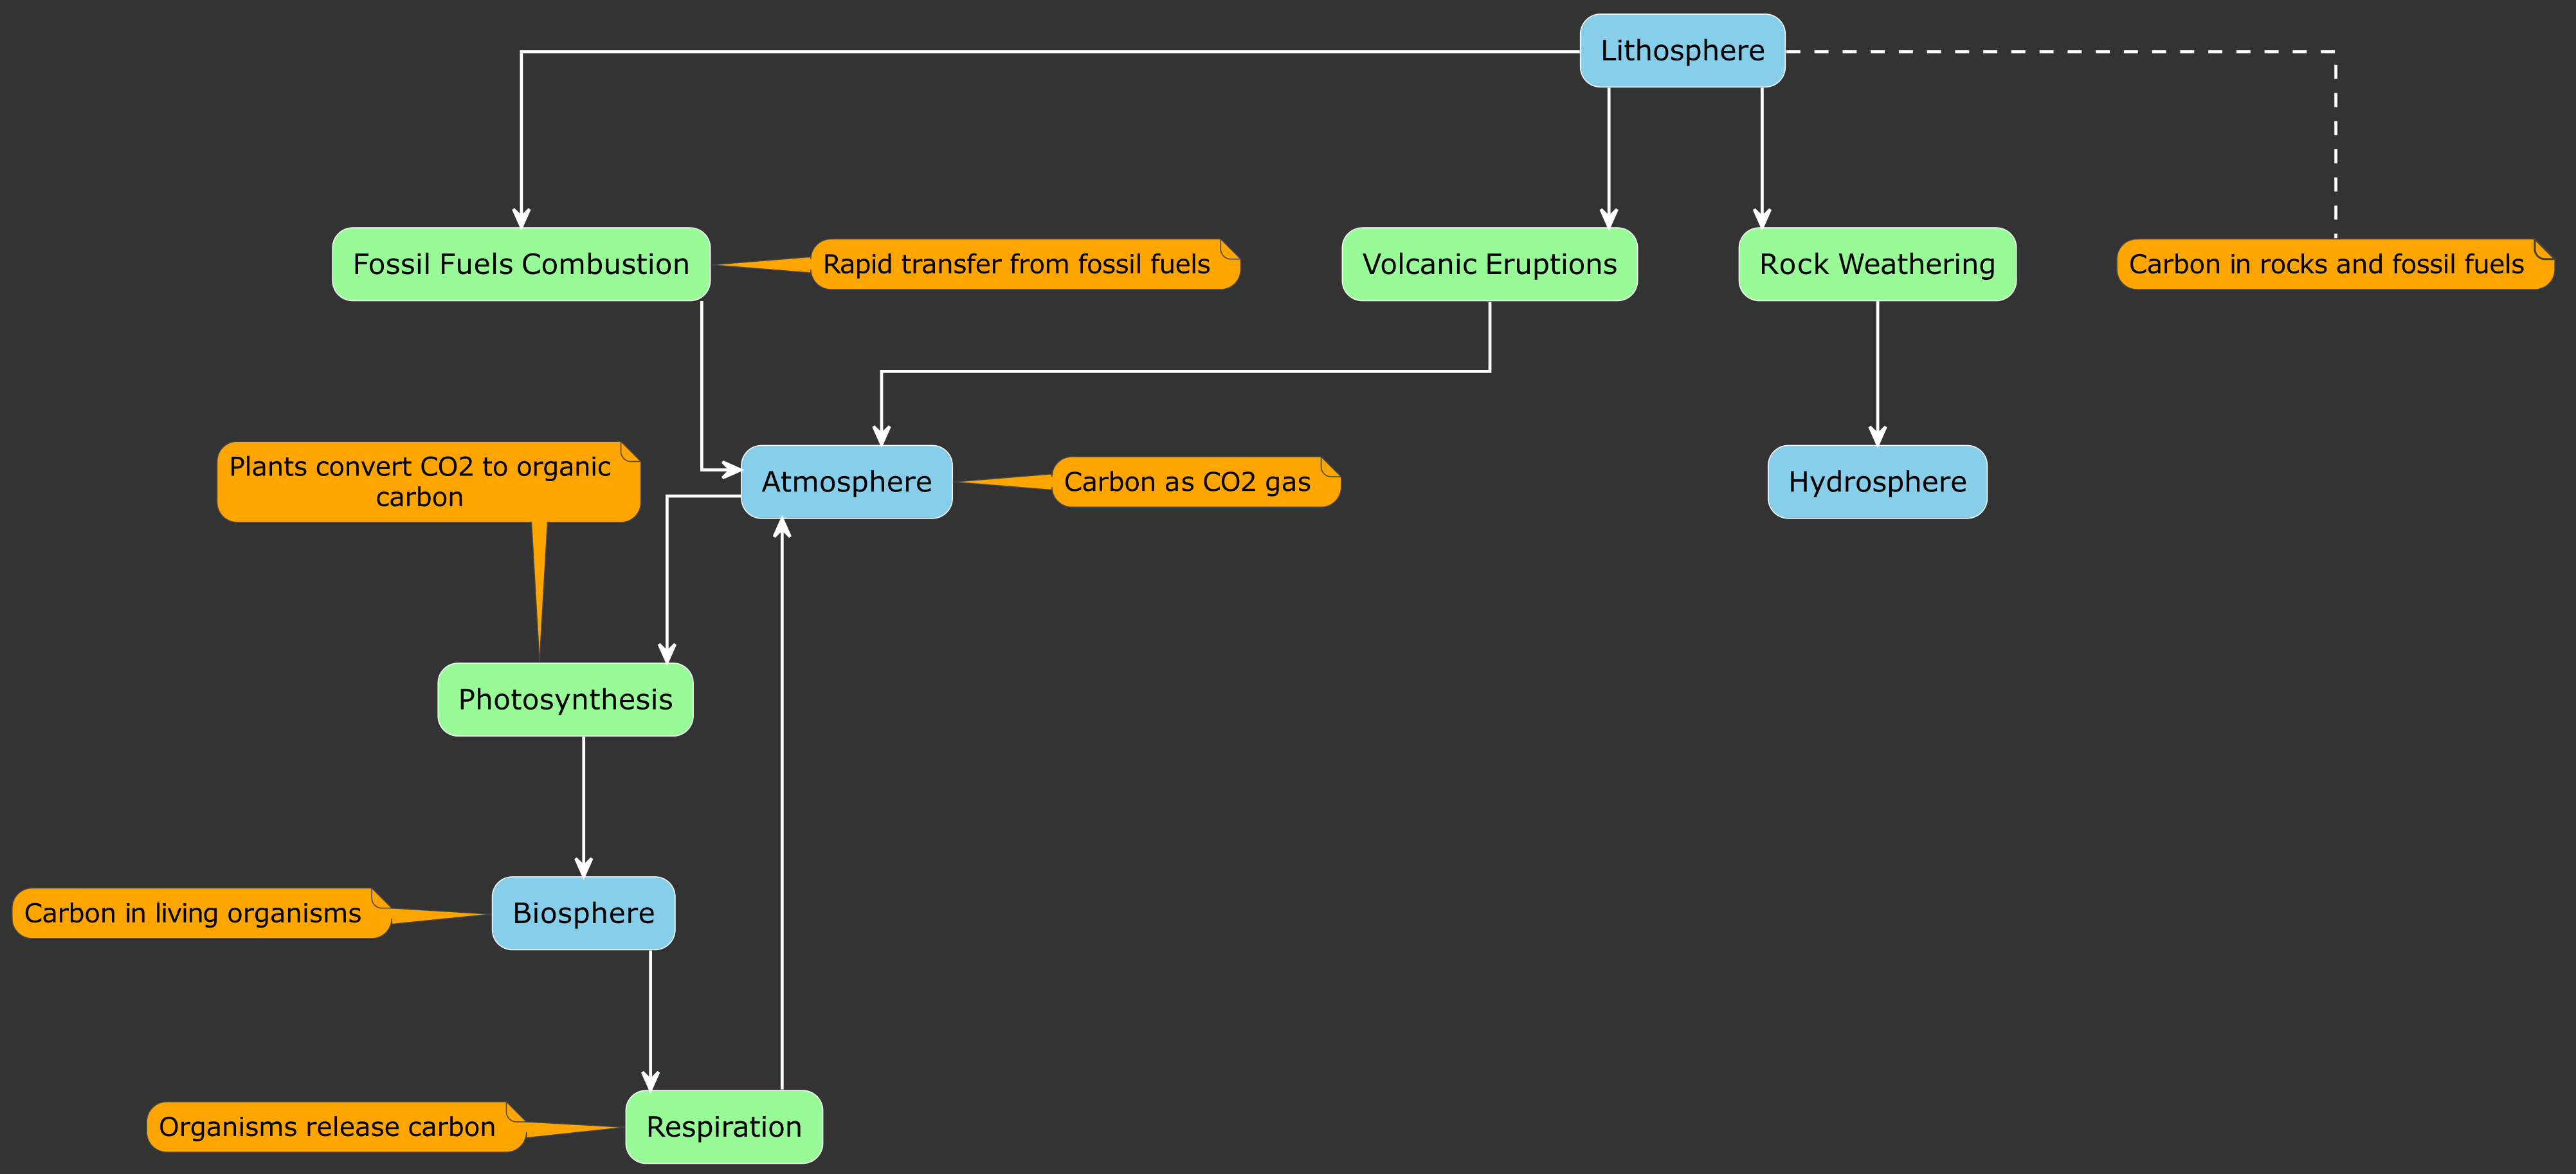 Lithosphere
Fossil Fuels Combustion
Rapid transfer from fossil fuels
Volcanic Eruptions
Rock Weathering
Carbon in rocks and fossil fuels
Plants convert CO2 to organic
carbon
Atmosphere
Carbon as CO2 gas
Hydrosphere
Photosynthesis
Carbon in living organisms
Biosphere
Organisms release carbon
Respiration